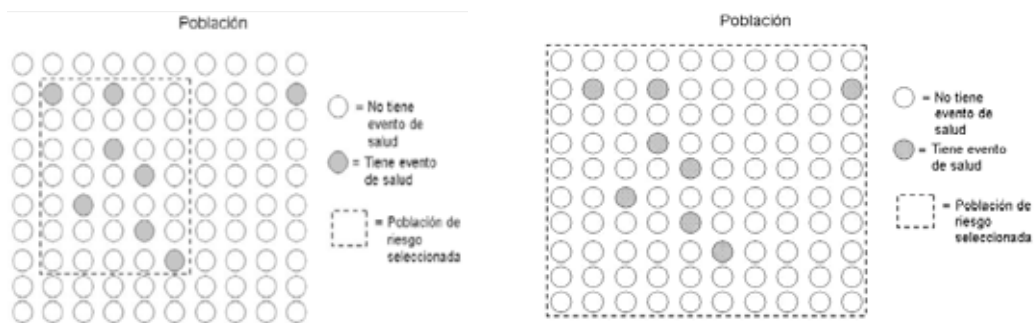 Población
= No tiene
evento de
salud
= Tiene evento
de salud
= Población de
riesgo
seleccionada
Población
= No tiene
evento de
salud
= Tiene evento
de salud
= Población de
riesgo
seleccionada